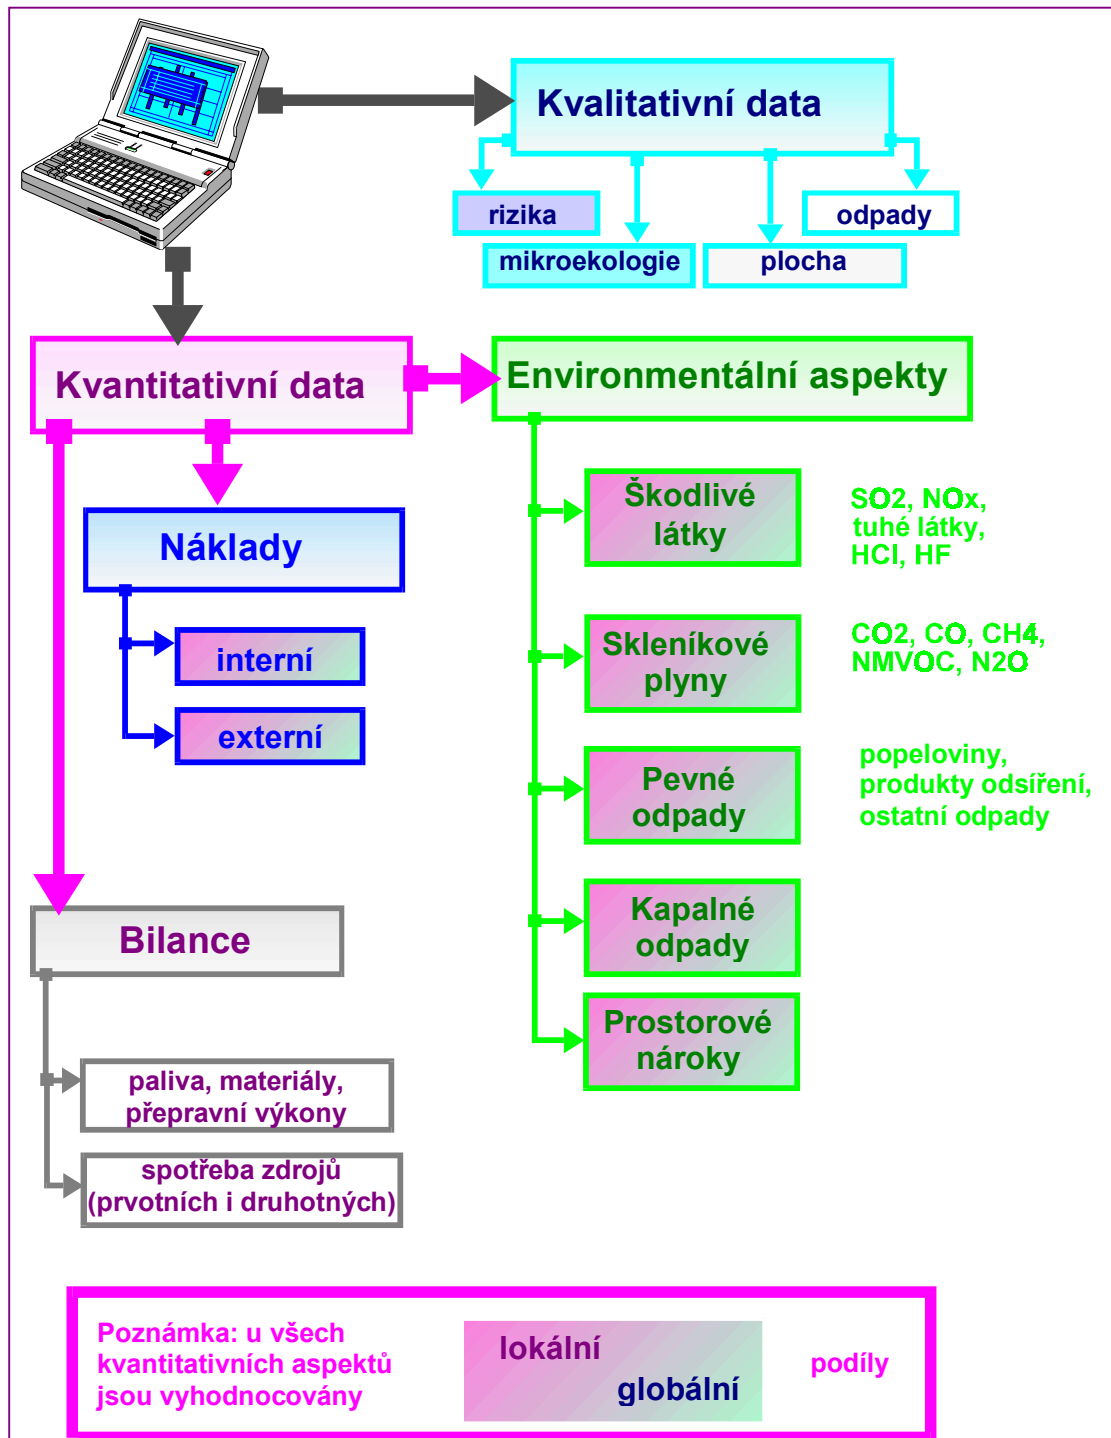 Kvalitativní data
rizika
odpady
mikroekologie
plocha
Kvantitativní data
Environmentální aspekty
Škodlivé
látky
SO2, NOx,
tuhé látky,
HCl, HF
Náklady
interní
externí
Skleníkové
plyny
CO2, CO, CH4,
NMVOC, N2O
Pevné
odpady
popeloviny,
produkty odsíření,
ostatní odpady
Kapalné
odpady
Prostorové
nároky
Bilance
paliva, materiály,
přepravní výkony
spotřeba zdrojů
(prvotních i druhotných)
Poznámka: u všech
kvantitativních aspektů
jsou vyhodnocovány
lokální
globální
podíly